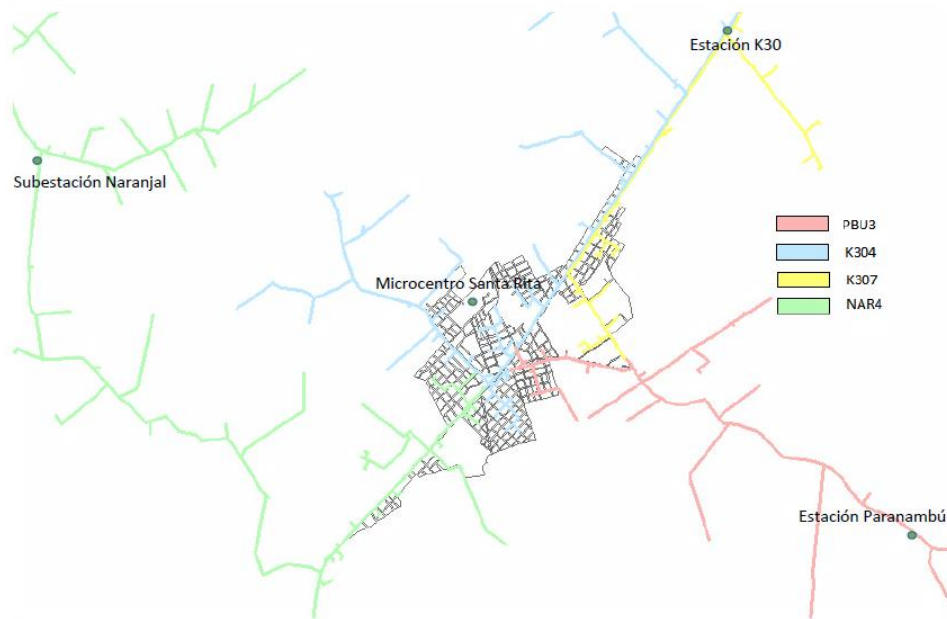 Estación K30
Subestación Naranjal
PBU3
K304
K307
NAR4
Microcentro Santa Rita
Estación Paranambú